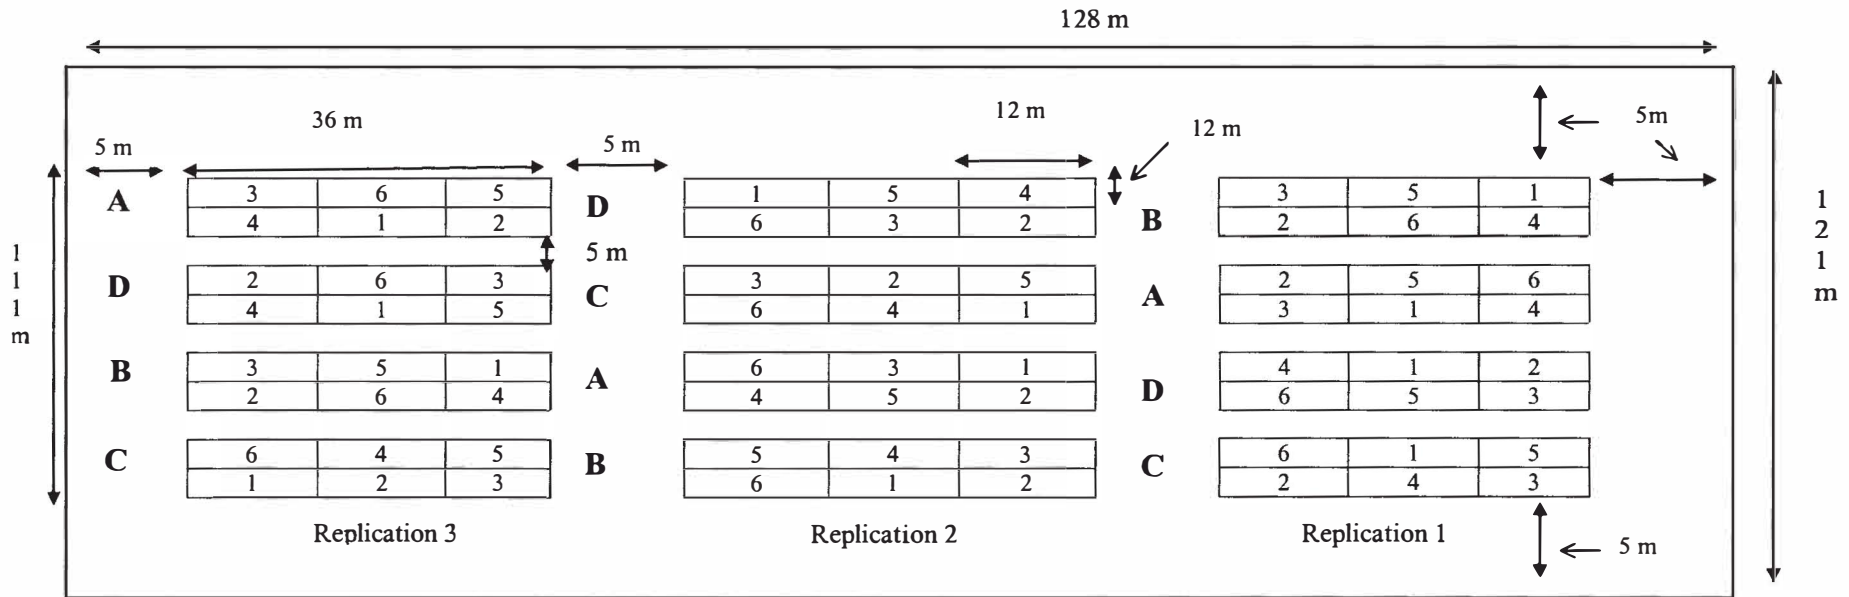 128 m
36 m
12 m
12 m
5m
5 m
5 m
A
3 6 5
4 1 2
D
1 5 4
6 3 2
B
3 5 1
2 6 4
5 m
D
2 6 3
4 1 5
C
3 2 5
6 4 1
A
2 5 6
3 1 4
B
3 5 1
2 6 4
A
6 3 1
4 5 2
D
4 1 2
6 5 3
C
6 4 5
1 2 3
B
5 4 3
6 1 2
C
6 1 5
2 4 3
1
1
1
m
1
2
1
m
Replication 3
Replication 2
Replication 1
5 m